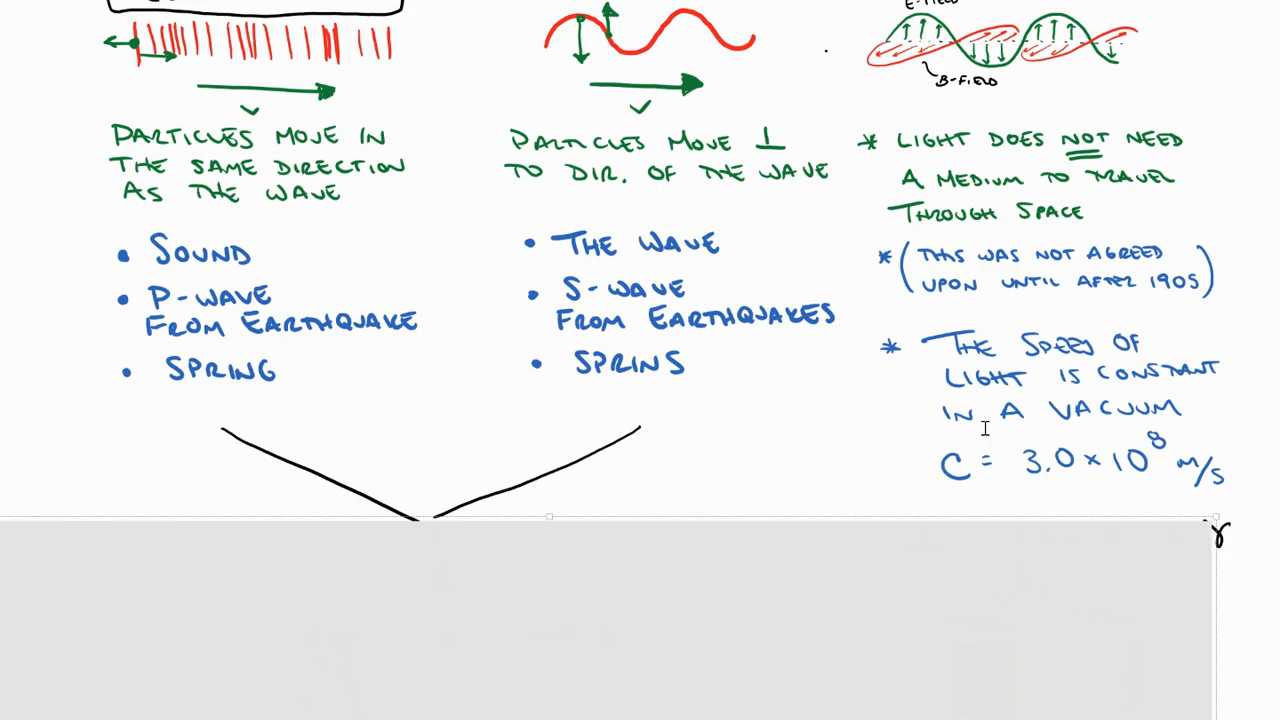 PARTICLES MOVE IN
THE SAME DIRECTION
AS THE WAVE
• SOUND
• P-WAVE
FROM EARTHQUAKE
• SPRING
V
PARTICLES MOVE ⊥
TO DIR. OF THE WAVE
• THE WAVE
• S-WAVE
FROM EARTHQUAKES
• SPRINS
V
E-FIELD
B-FIELD
* LIGHT DOES NOT NEED
A MEDIUM TO TRAVEL
THROUGH SPACE
* (THIS WAS NOT AGREED
UPON UNTIL AFTER 1905)
* THE SPEED OF
LIGHT IS CONSTANT
IN A VACUUM
C = 3.0 × 10⁸ m/s